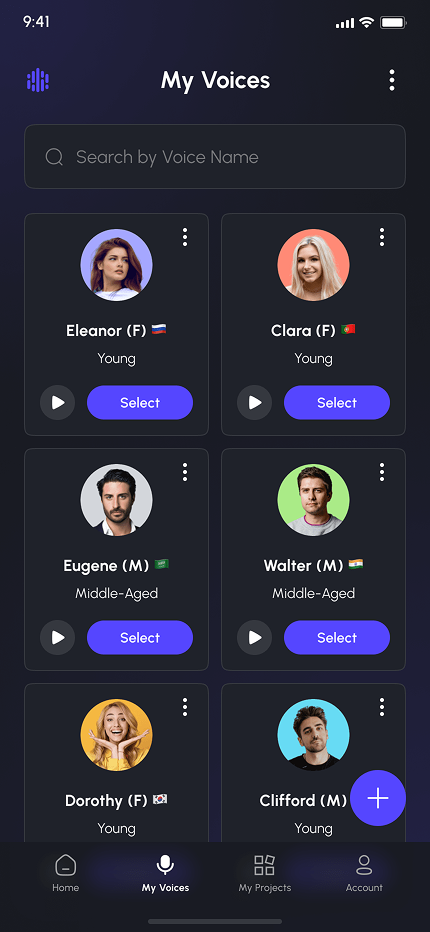 9:41
My Voices
Search by Voice Name
Eleanor (F) 🇷🇺
Clara (F) 🇵🇹
Young
Young
Select
Select
Eugene (M) 🇸🇦
Walter (M) 🇮🇳
Middle-Aged
Middle-Aged
Select
Select
Dorothy (F) 🇰🇷
Clifford (M)
Young
Young
Home
My Voices
My Projects
Account